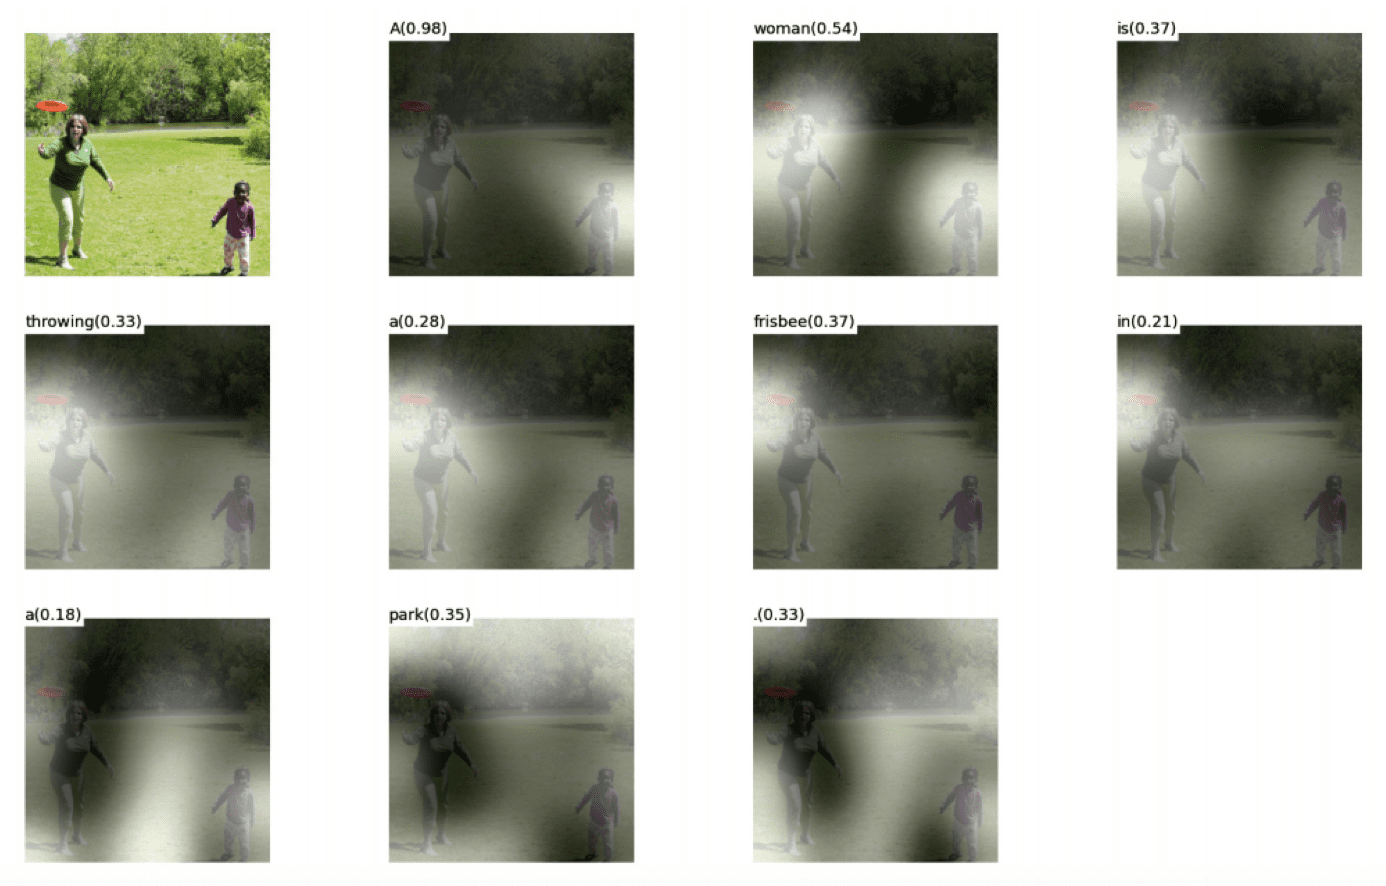 A(0.98)
woman(0.54)
is(0.37)
throwing(0.33)
a(0.28)
frisbee(0.37)
in(0.21)
a(0.18)
park(0.35)
.(0.33)